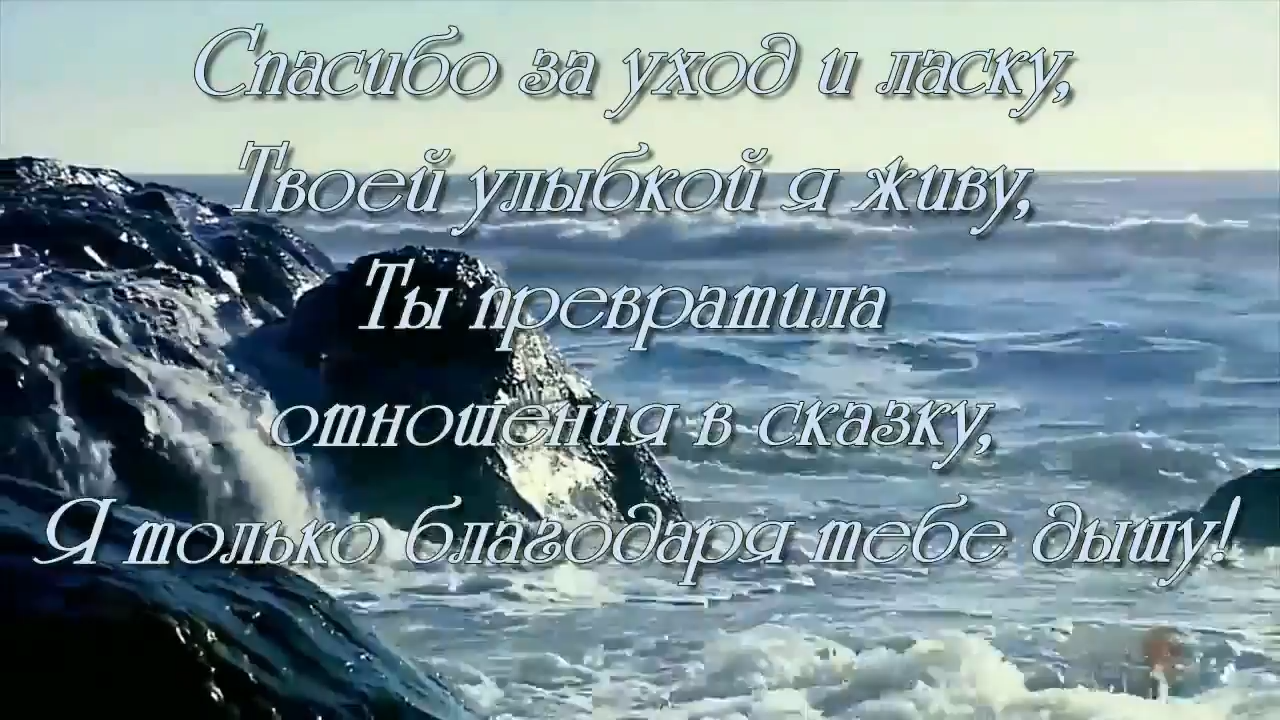 Спасибо за уход и ласку,
Твоей улыбкой я живу,
Ты превратила
отношения в сказку,
Я только благодаря тебе дышу!